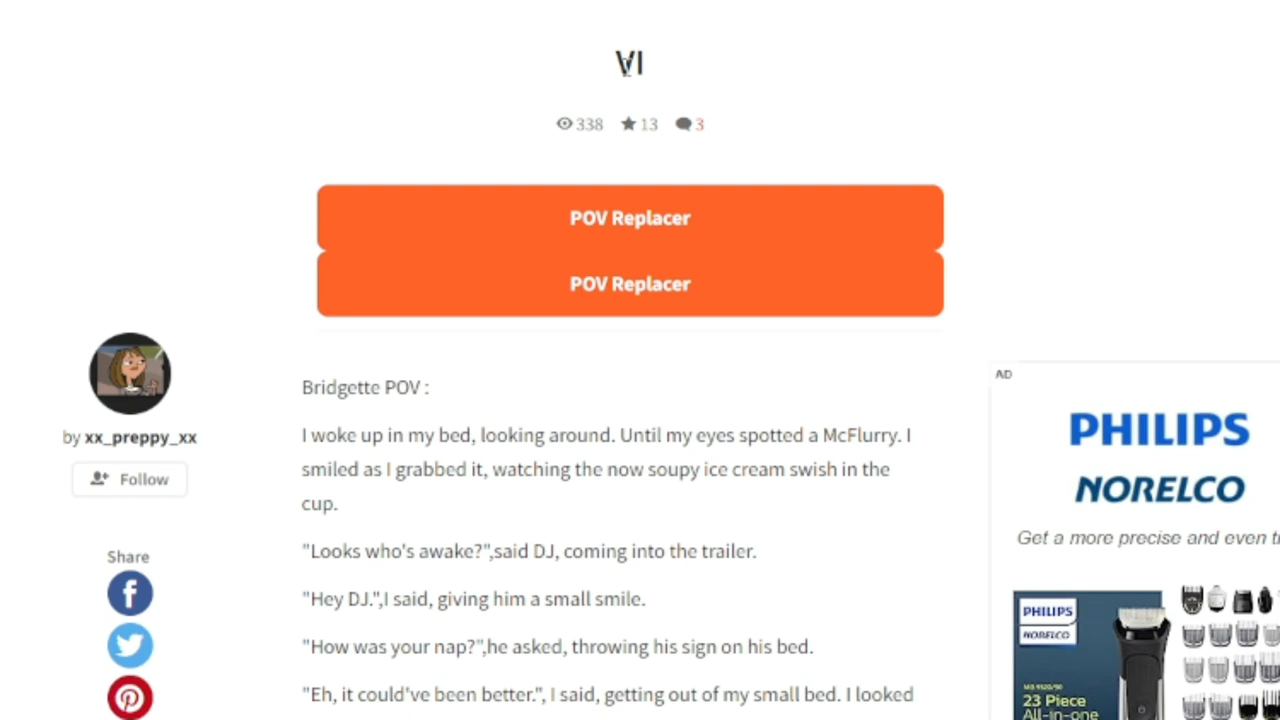 338 13 3
POV Replacer
POV Replacer
by xx_preppy_xx
Follow
Share
Bridgette POV :
I woke up in my bed, looking around. Until my eyes spotted a McFlurry. I
smiled as I grabbed it, watching the now soupy ice cream swish in the
cup.
"Looks who's awake?",said DJ, coming into the trailer.
"Hey DJ.",I said, giving him a small smile.
"How was your nap?",he asked, throwing his sign on his bed.
"Eh, it could've been better.", I said, getting out of my small bed. I looked
AD
PHILIPS
NORELCO
Get a more precise and even
PHILIPS
NORELCO
23 Piece
All-in-one